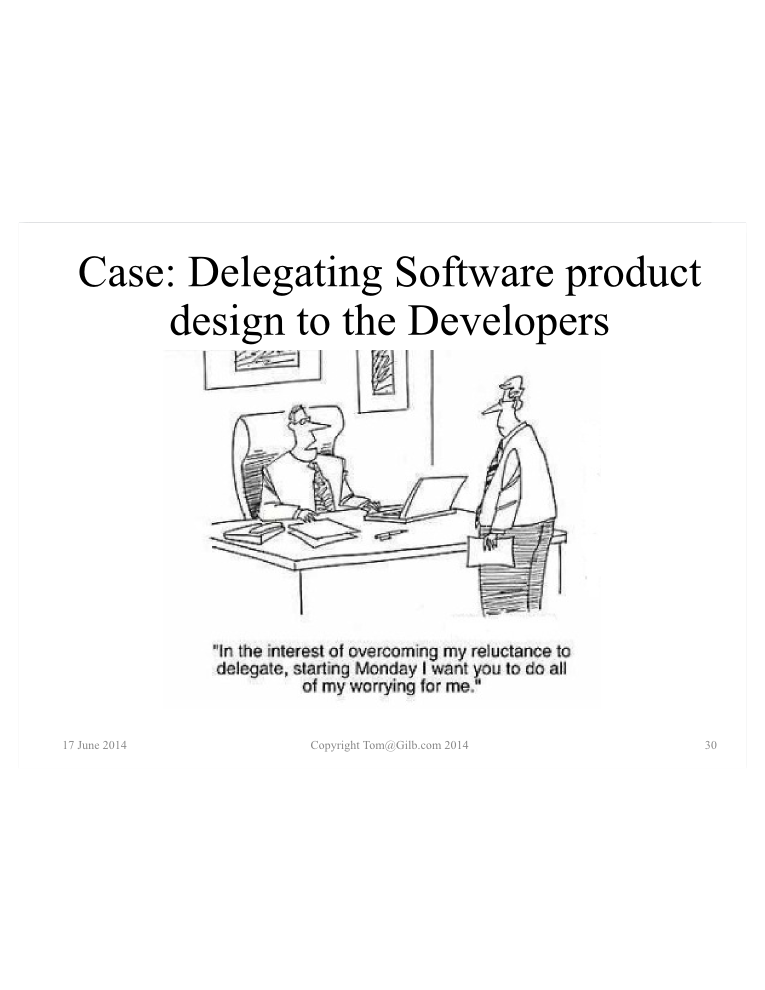 Case: Delegating Software product
design to the Developers
"In the interest of overcoming my reluctance to
delegate, starting Monday I want you to do all
of my worrying for me."
17 June 2014
Copyright Tom@Gilb.com 2014
30